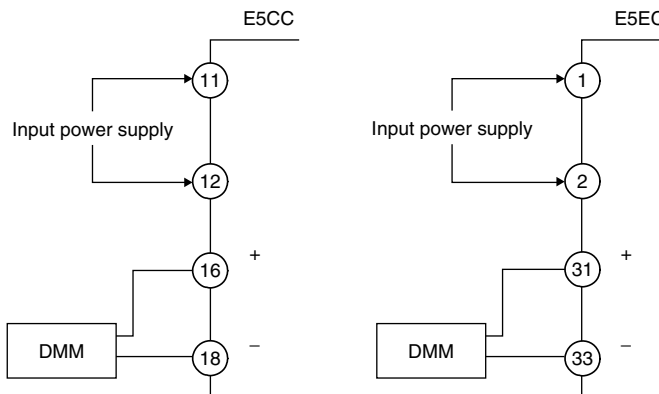 E5CC
11
Input power supply
12
16
+
DMM
18
–
E5EC
1
Input power supply
2
31
+
DMM
33
–